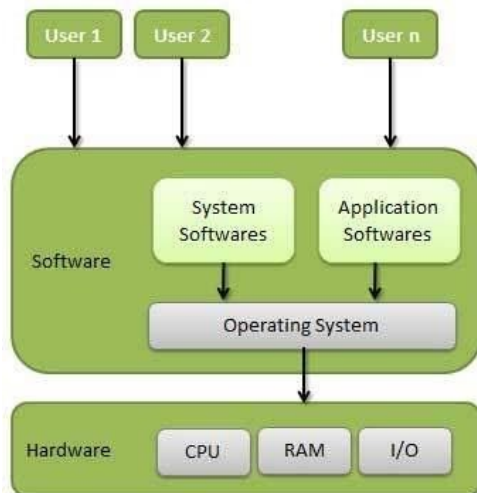 User 1
User 2
User n
System
Softwares
Application
Softwares
Software
Operating System
Hardware
CPU
RAM
I/O